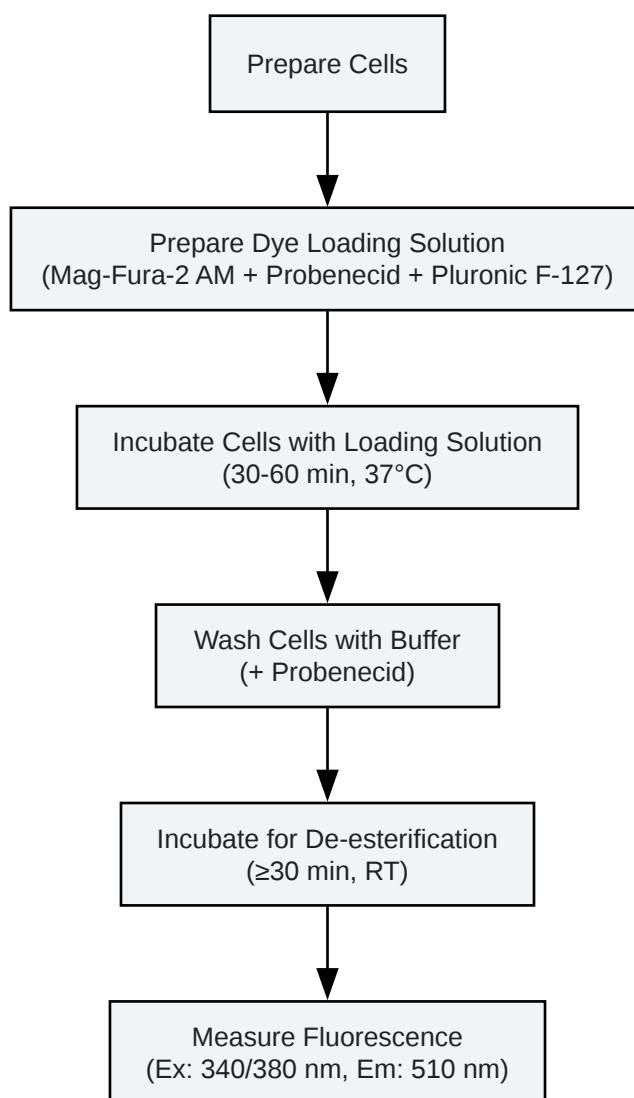 Prepare Cells
Prepare Dye Loading Solution
(Mag-Fura-2 AM + Probenecid + Pluronic F-127)
Incubate Cells with Loading Solution
(30-60 min, 37°C)
Wash Cells with Buffer
(+ Probenecid)
Incubate for De-esterification
(≥30 min, RT)
Measure Fluorescence
(Ex: 340/380 nm, Em: 510 nm)